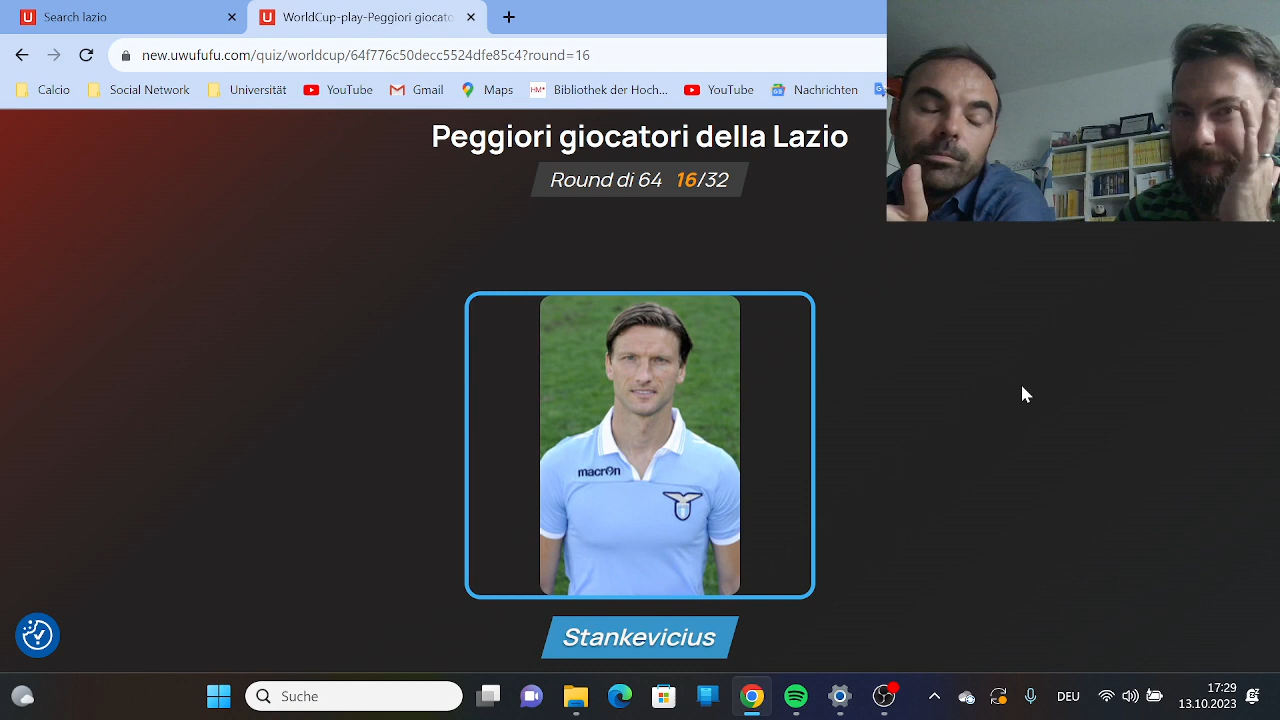 Search lazio
WorldCup-play-Peggiori giocato
new.uwufufu.com/quiz/worldcup/64f776c50decc5524dfe85c4?round=16
Calcio
Social Network
Universität
YouTube
Gmail
Maps
HM*
Bibliothek der Hoch...
YouTube
Nachrichten
Peggiori giocatori della Lazio
Round di 64 16/32
macron
Stankevicius
Suche
DEU
17:29
13.10.2023